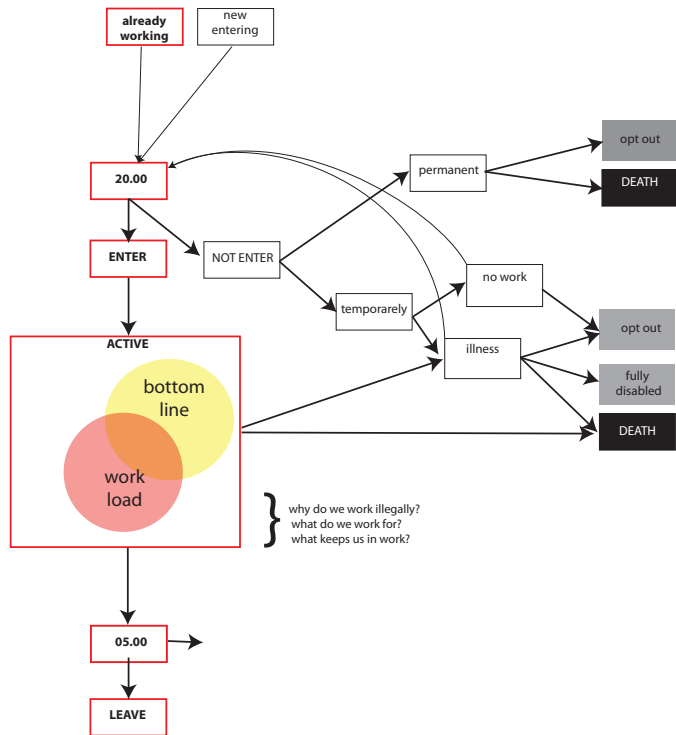 already
working
new
entering
opt out
permanent
DEATH
20.00
ENTER
NOT ENTER
no work
temporarely
opt out
ACTIVE
illness
bottom
line
fully
disabled
DEATH
work
load
why do we work illegally?
what do we work for?
what keeps us in work?
}
05.00
LEAVE